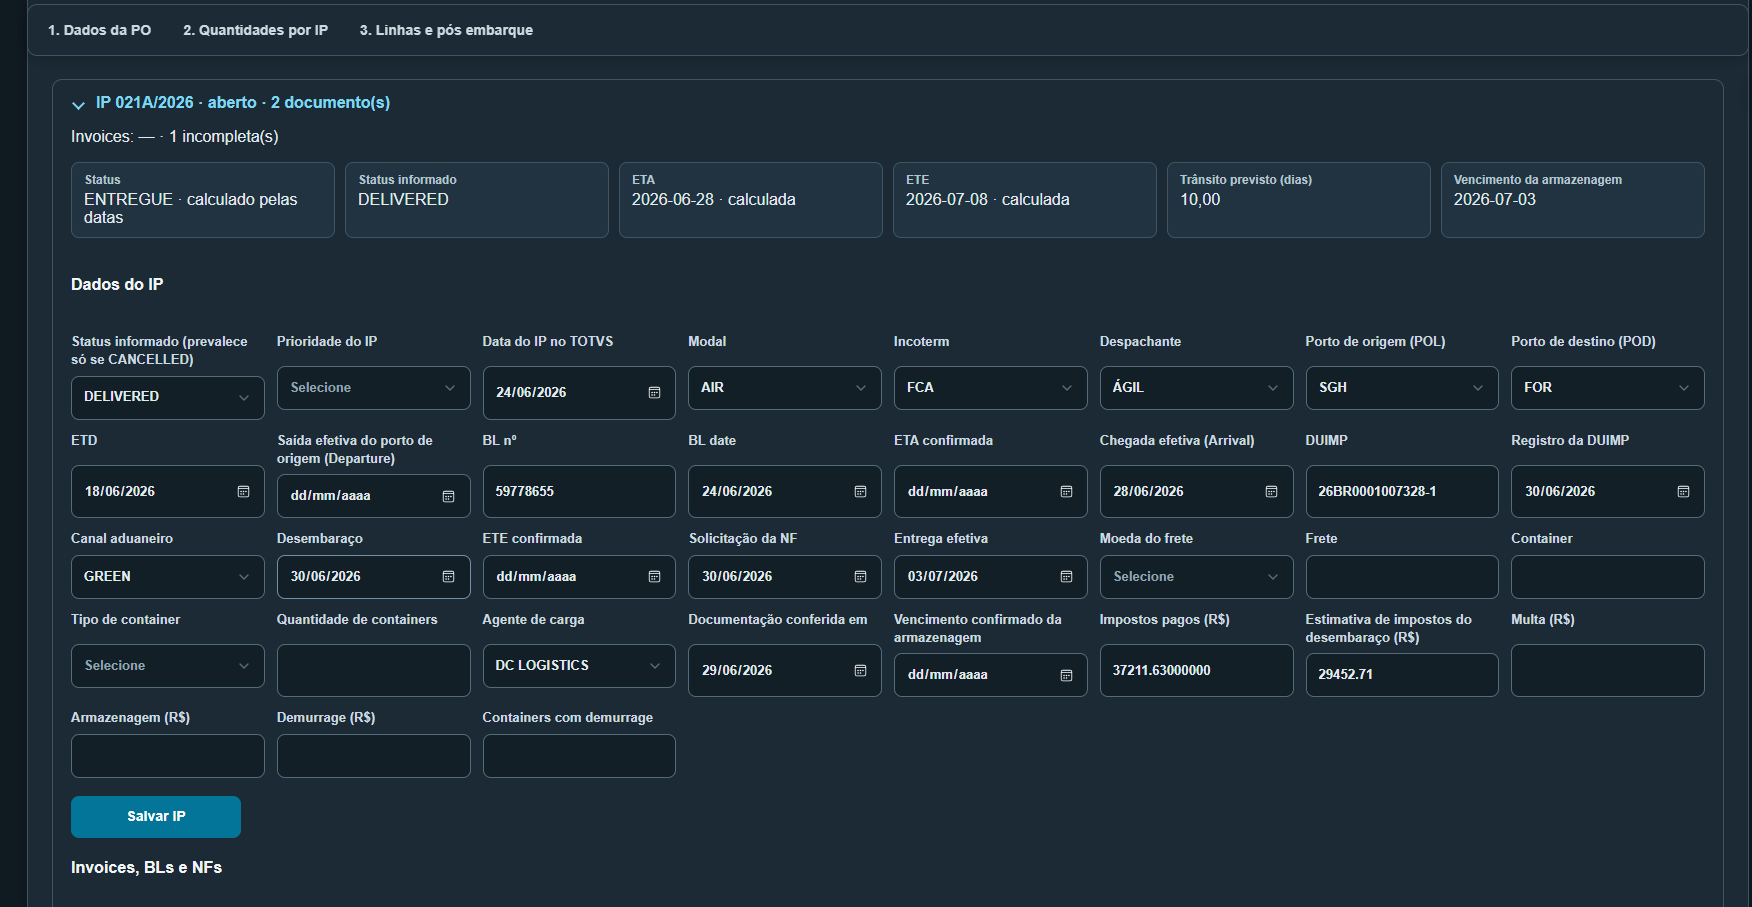 1. Dados da PO
2. Quantidades por IP
3. Linhas e pós embarque
IP 021A/2026 · aberto · 2 documento(s)
Invoices: — · 1 incompleta(s)
Status
ENTREGUE · calculado pelas
datas
Status informado
DELIVERED
ETA
2026-06-28 · calculada
ETE
2026-07-08 · calculada
Trânsito previsto (dias)
10,00
Vencimento da armazenagem
2026-07-03
Dados do IP
Status informado (prevalece
só se CANCELLED)
DELIVERED
Prioridade do IP
Selecione
Data do IP no TOTVS
24/06/2026
Modal
AIR
Incoterm
FCA
Despachante
ÁGIL
Porto de origem (POL)
SGH
Porto de destino (POD)
FOR
ETD
18/06/2026
Saída efetiva do porto de
origem (Departure)
dd/mm/aaaa
BL nº
59778655
BL date
24/06/2026
ETA confirmada
dd/mm/aaaa
Chegada efetiva (Arrival)
28/06/2026
DUIMP
26BR0001007328-1
Registro da DUIMP
30/06/2026
Canal aduaneiro
GREEN
Desembaraço
30/06/2026
ETE confirmada
dd/mm/aaaa
Solicitação da NF
30/06/2026
Entrega efetiva
03/07/2026
Moeda do frete
Selecione
Frete
Container
Tipo de container
Selecione
Quantidade de containers
Agente de carga
DC LOGISTICS
Documentação conferida em
29/06/2026
Vencimento confirmado da
armazenagem
dd/mm/aaaa
Impostos pagos (R$)
37211.63000000
Estimativa de impostos do
desembaraço (R$)
29452.71
Multa (R$)
Armazenagem (R$)
Demurrage (R$)
Containers com demurrage
Salvar IP
Invoices, BLs e NFs